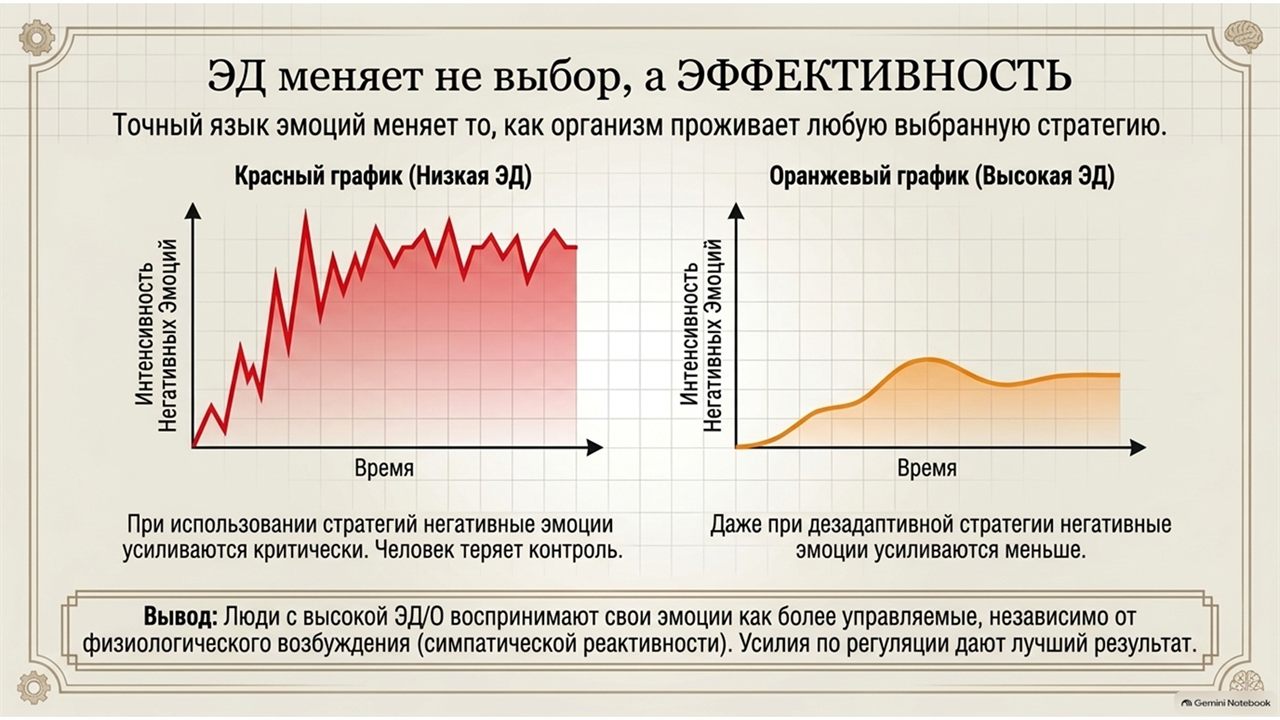 ЭД меняет не выбор, а ЭФФЕКТИВНОСТЬ
Точный язык эмоций меняет то, как организм проживает любую выбранную стратегию.
Красный график (Низкая ЭД)
Интенсивность
Негативных Эмоций
Время
При использовании стратегий негативные эмоции
усиливаются критически. Человек теряет контроль.
Оранжевый график (Высокая ЭД)
Интенсивность
Негативных Эмоций
Время
Даже при дезадаптивной стратегии негативные
эмоции усиливаются меньше.
Вывод: Люди с высокой ЭД/О воспринимают свои эмоции как более управляемые, независимо от
физиологического возбуждения (симпатической реактивности). Усилия по регуляции дают лучший результат.
Gemini Notebook